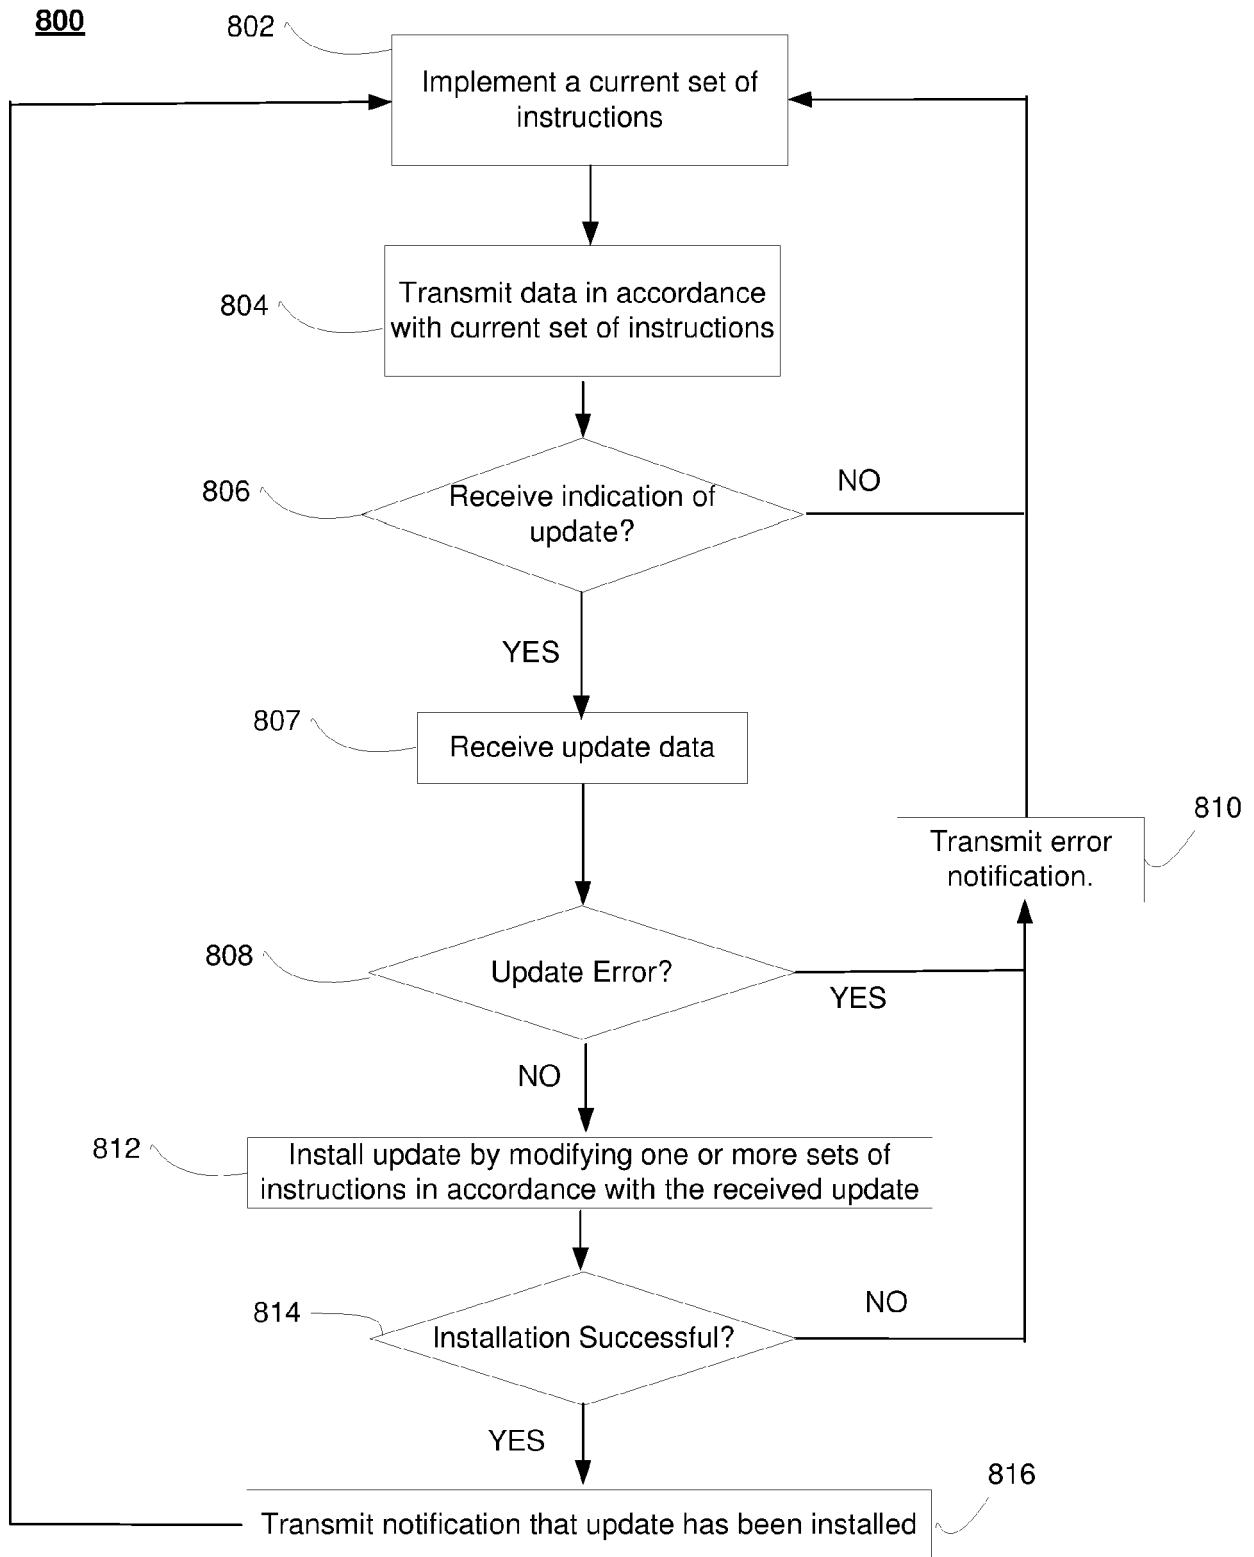 800
802
Implement a current set of
instructions
804
Transmit data in accordance
with current set of instructions
806
Receive indication of
update?
NO
YES
807
Receive update data
810
Transmit error
notification.
808
Update Error?
YES
NO
812
Install update by modifying one or more sets of
instructions in accordance with the received update
814
Installation Successful?
NO
YES
816
Transmit notification that update has been installed